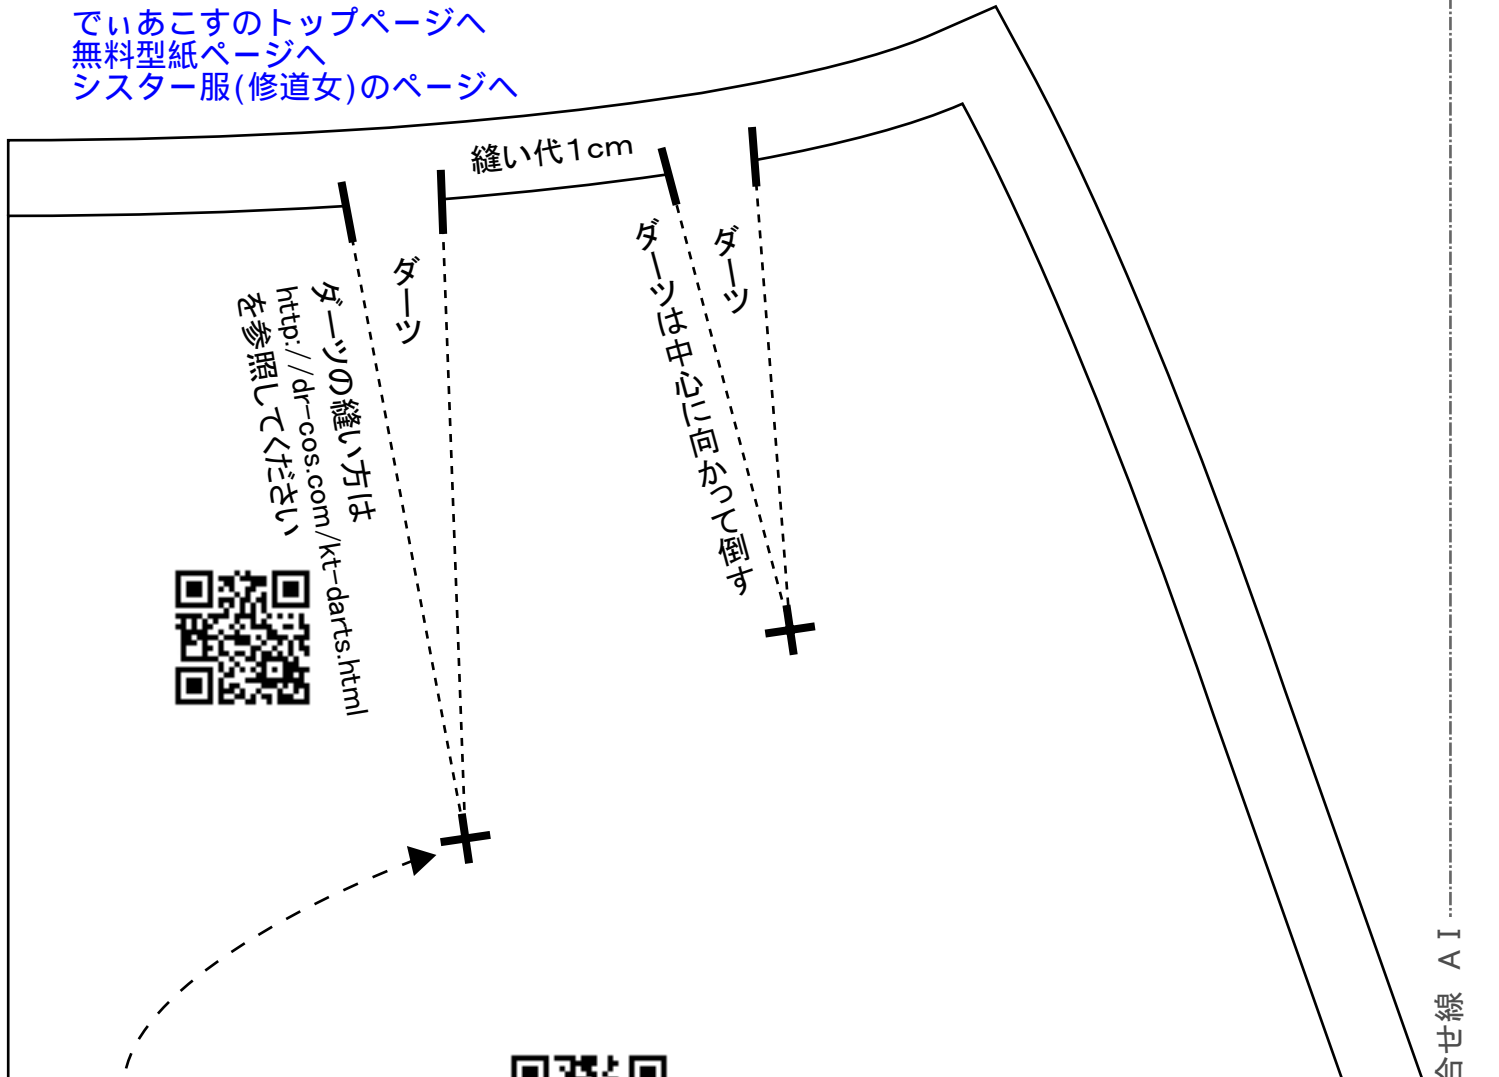 でぃあこすのトップページへ
無料型紙ページへ
シスター服(修道女)のページへ
縫い代1cm
ダーツ
ダーツ
ダーツは中心に向かって倒す
ダーツの縫い方は
http://dr-cos.com/kt-darts.html
を参照してください
合せ線 AI